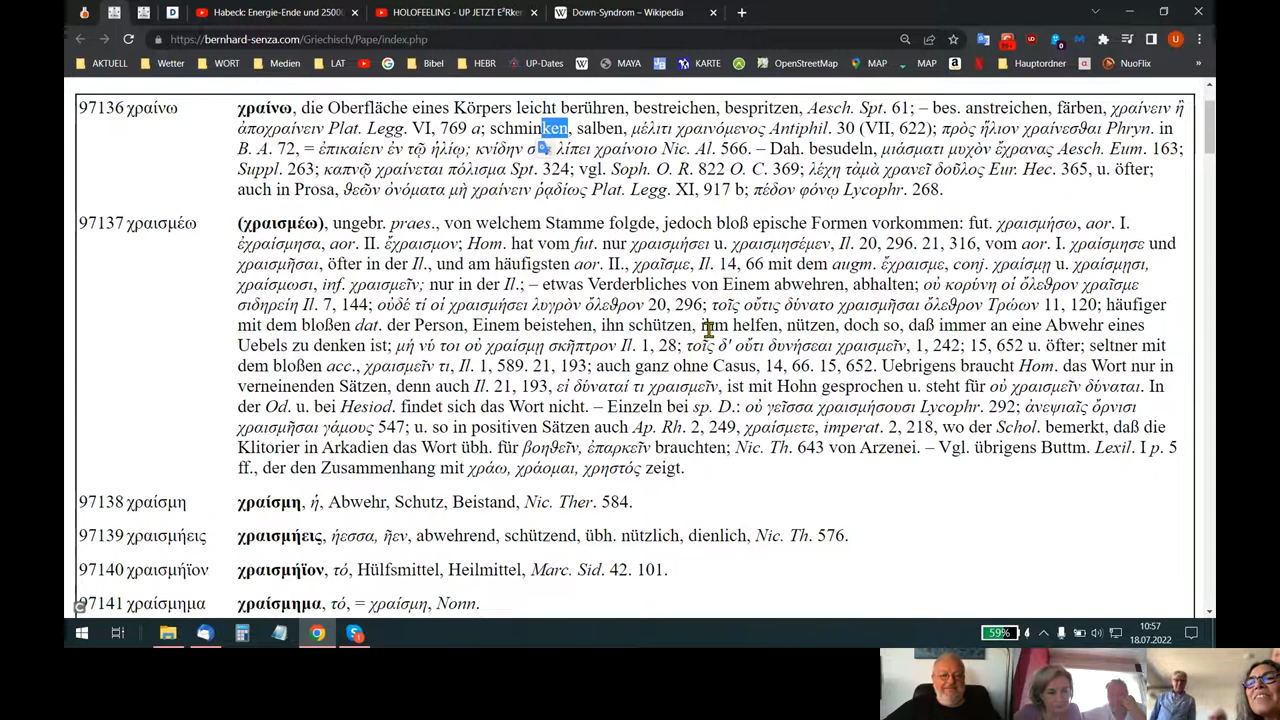 Habeck: Energie-Ende und 2500
HOLOFEELING - UP JETZT E²Rke
Down-Syndrom – Wikipedia
https://bernhard-senza.com/Griechisch/Pape/index.php
AKTUELL Wetter WORT Medien LAT Bibel HEBR UP-Dates MAYA KARTE OpenStreetMap MAP MAP Hauptordner NuoFlix
97136 χραίνω χραίνω, die Oberfläche eines Körpers leicht berühren, bestreichen, bespritzen, Aesch. Spt. 61; – bes. anstreichen, färben, χραίνειν ἢ
ἀποχραίνειν Plat. Legg. VI, 769 a; schminken, salben, μέλιτι χραινόμενος Antiphil. 30 (VII, 622); πρὸς ἥλιον χραίνεσθαι Phryn. in
B. A. 72, = ἐπικαίειν ἐν τῷ ἡλίῳ; κνίδην λίπει χραίνοιο Nic. Al. 566. – Dah. besudeln, μιάσματι μυχὸν ἔχρανας Aesch. Eum. 163;
Suppl. 263; καπνῷ χραίνεται πόλισμα Spt. 324; vgl. Soph. O. R. 822 O. C. 369; λέχη τἀμὰ χρανεῖ δοῦλος Eur. Hec. 365, u. öfter;
auch in Prosa, θεῶν ὀνόματα μὴ χραίνειν ῥᾳδίως Plat. Legg. XI, 917 b; πέδον φόνῳ Lycophr. 268.
97137 χραισμέω (χραισμέω), ungebr. praes., von welchem Stamme folgde, jedoch bloß epische Formen vorkommen: fut. χραισμήσω, aor. I.
ἐχραίσμησα, aor. II. ἔχραισμον; Hom. hat vom fut. nur χραισμήσει u. χραισμησέμεν, Il. 20, 296. 21, 316, vom aor. I. χραίσμησε und
χραισμῆσαι, öfter in der Il., und am häufigsten aor. II., χραῖσμε, Il. 14, 66 mit dem augm. ἔχραισμε, conj. χραίσμῃ u. χραίσμῃσι,
χραίσμωσι, inf. χραισμεῖν; nur in der Il.; – etwas Verderbliches von Einem abwehren, abhalten; οὐ κορύνη οἱ ὄλεθρον χραῖσμε
σιδηρείη Il. 7, 144; οὐδέ τί οἱ χραισμήσει λυγρὸν ὄλεθρον 20, 296; τοῖς οὔτις δύνατο χραισμῆσαι ὄλεθρον Τρώων 11, 120; häufiger
mit dem bloßen dat. der Person, Einem beistehen, ihn schützen, ihm helfen, nützen, doch so, daß immer an eine Abwehr eines
Uebels zu denken ist; μή νύ τοι οὐ χραίσμῃ σκῆπτρον Il. 1, 28; τοῖς δ' οὔτι δυνήσεαι χραισμεῖν, 1, 242; 15, 652 u. öfter; seltner mit
dem bloßen acc., χραισμεῖν τι, Il. 1, 589. 21, 193, auch ganz ohne Casus, 14, 66. 15, 652. Uebrigens braucht Hom. das Wort nur in
verneinenden Sätzen, denn auch Il. 21, 193, εἰ δύναταί τι χραισμεῖν, ist mit Hohn gesprochen u. steht für οὐ χραισμεῖν δύναται. In
der Od. u. bei Hesiod. findet sich das Wort nicht. – Einzeln bei sp. D.: οὐ γεῖσσα χραισμήσουσι Lycophr. 292; ἀνεψιαῖς ὄρνισι
χραισμῆσαι γάμους 547; u. so in positiven Sätzen auch Ap. Rh. 2, 249, χραίσμετε, imperat. 2, 218, wo der Schol. bemerkt, daß die
Klitorier in Arkadien das Wort übh. für βοηθεῖν, ἐπαρκεῖν brauchten; Nic. Th. 643 von Arzenei. – Vgl. übrigens Buttm. Lexil. I p. 5
ff., der den Zusammenhang mit χράω, χράομαι, χρηστός zeigt.
97138 χραίσμη χραίσμη, ἡ, Abwehr, Schutz, Beistand, Nic. Ther. 584.
97139 χραισμήεις χραισμήεις, ήεσσα, ῆεν, abwehrend, schützend, übh. nützlich, dienlich, Nic. Th. 576.
97140 χραισμήϊον χραισμήϊον, τό, Hülfsmittel, Heilmittel, Marc. Sid. 42. 101.
97141 χραίσμημα χραίσμημα, τό, = χραίσμη, Nonn.
59%
10:57
18.07.2022